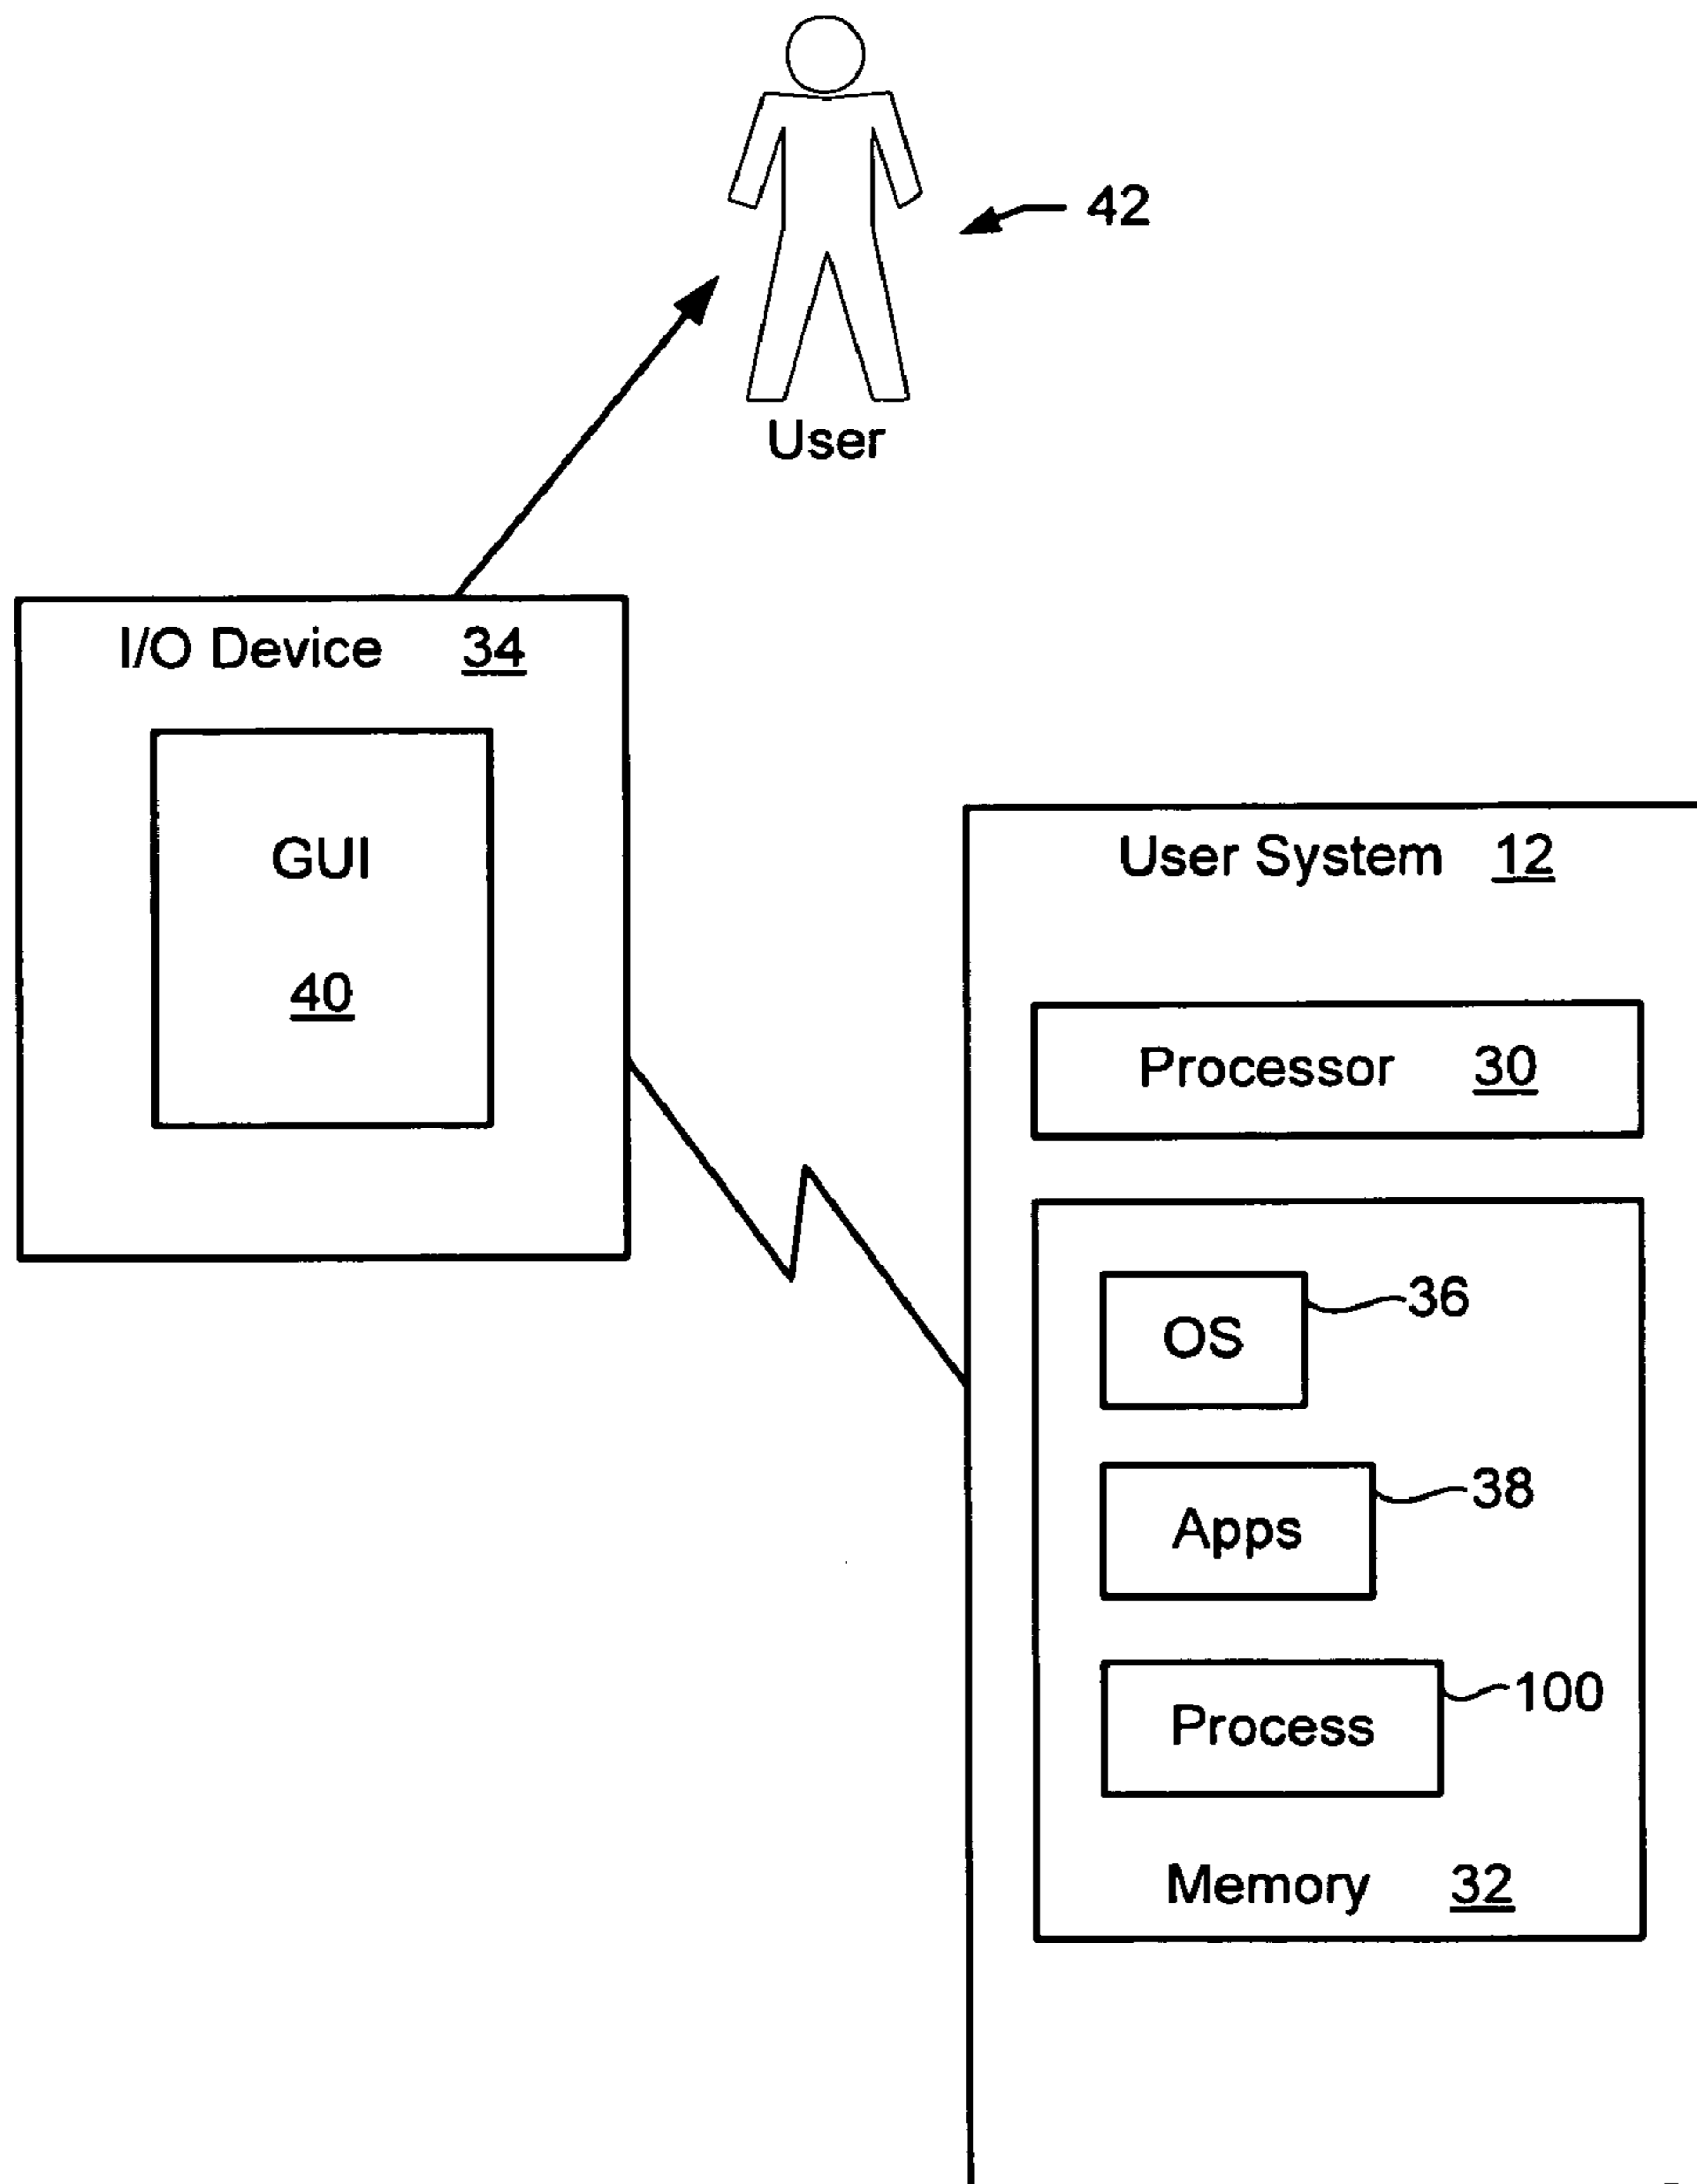 42
User
I/O Device 34
GUI
40
User System 12
Processor 30
OS
36
Apps
38
Process
100
Memory 32